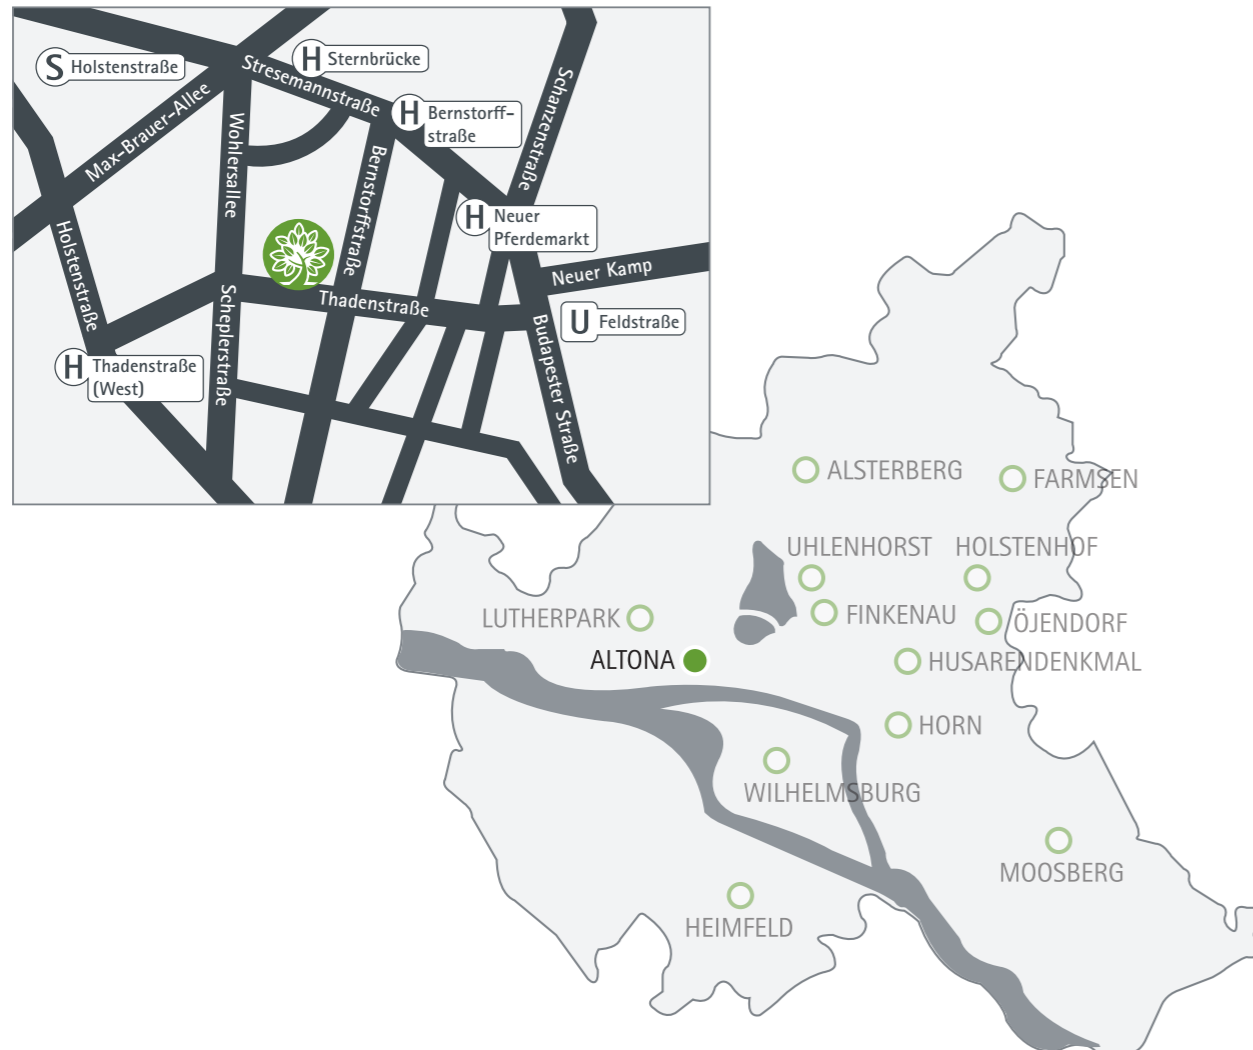 S Holstenstraße
H Sternbrücke
Stresemannstraße
H Bernstorff-
straße
Max-Brauer-Allee
Wohlersallee
Bernstorffstraße
Schanzenstraße
H Neuer
Pferdemarkt
Holstenstraße
Neuer Kamp
Thadenstraße
U Feldstraße
Scheplerstraße
Budapester Straße
H Thadenstraße
(West)
ALSTERBERG
FARMSEN
UHLENHORST
HOLSTENHOF
LUTHERPARK
FINKENAU
ÖJENDORF
ALTONA
HUSARENDENKMAL
HORN
WILHELMSBURG
MOOSBERG
HEIMFELD